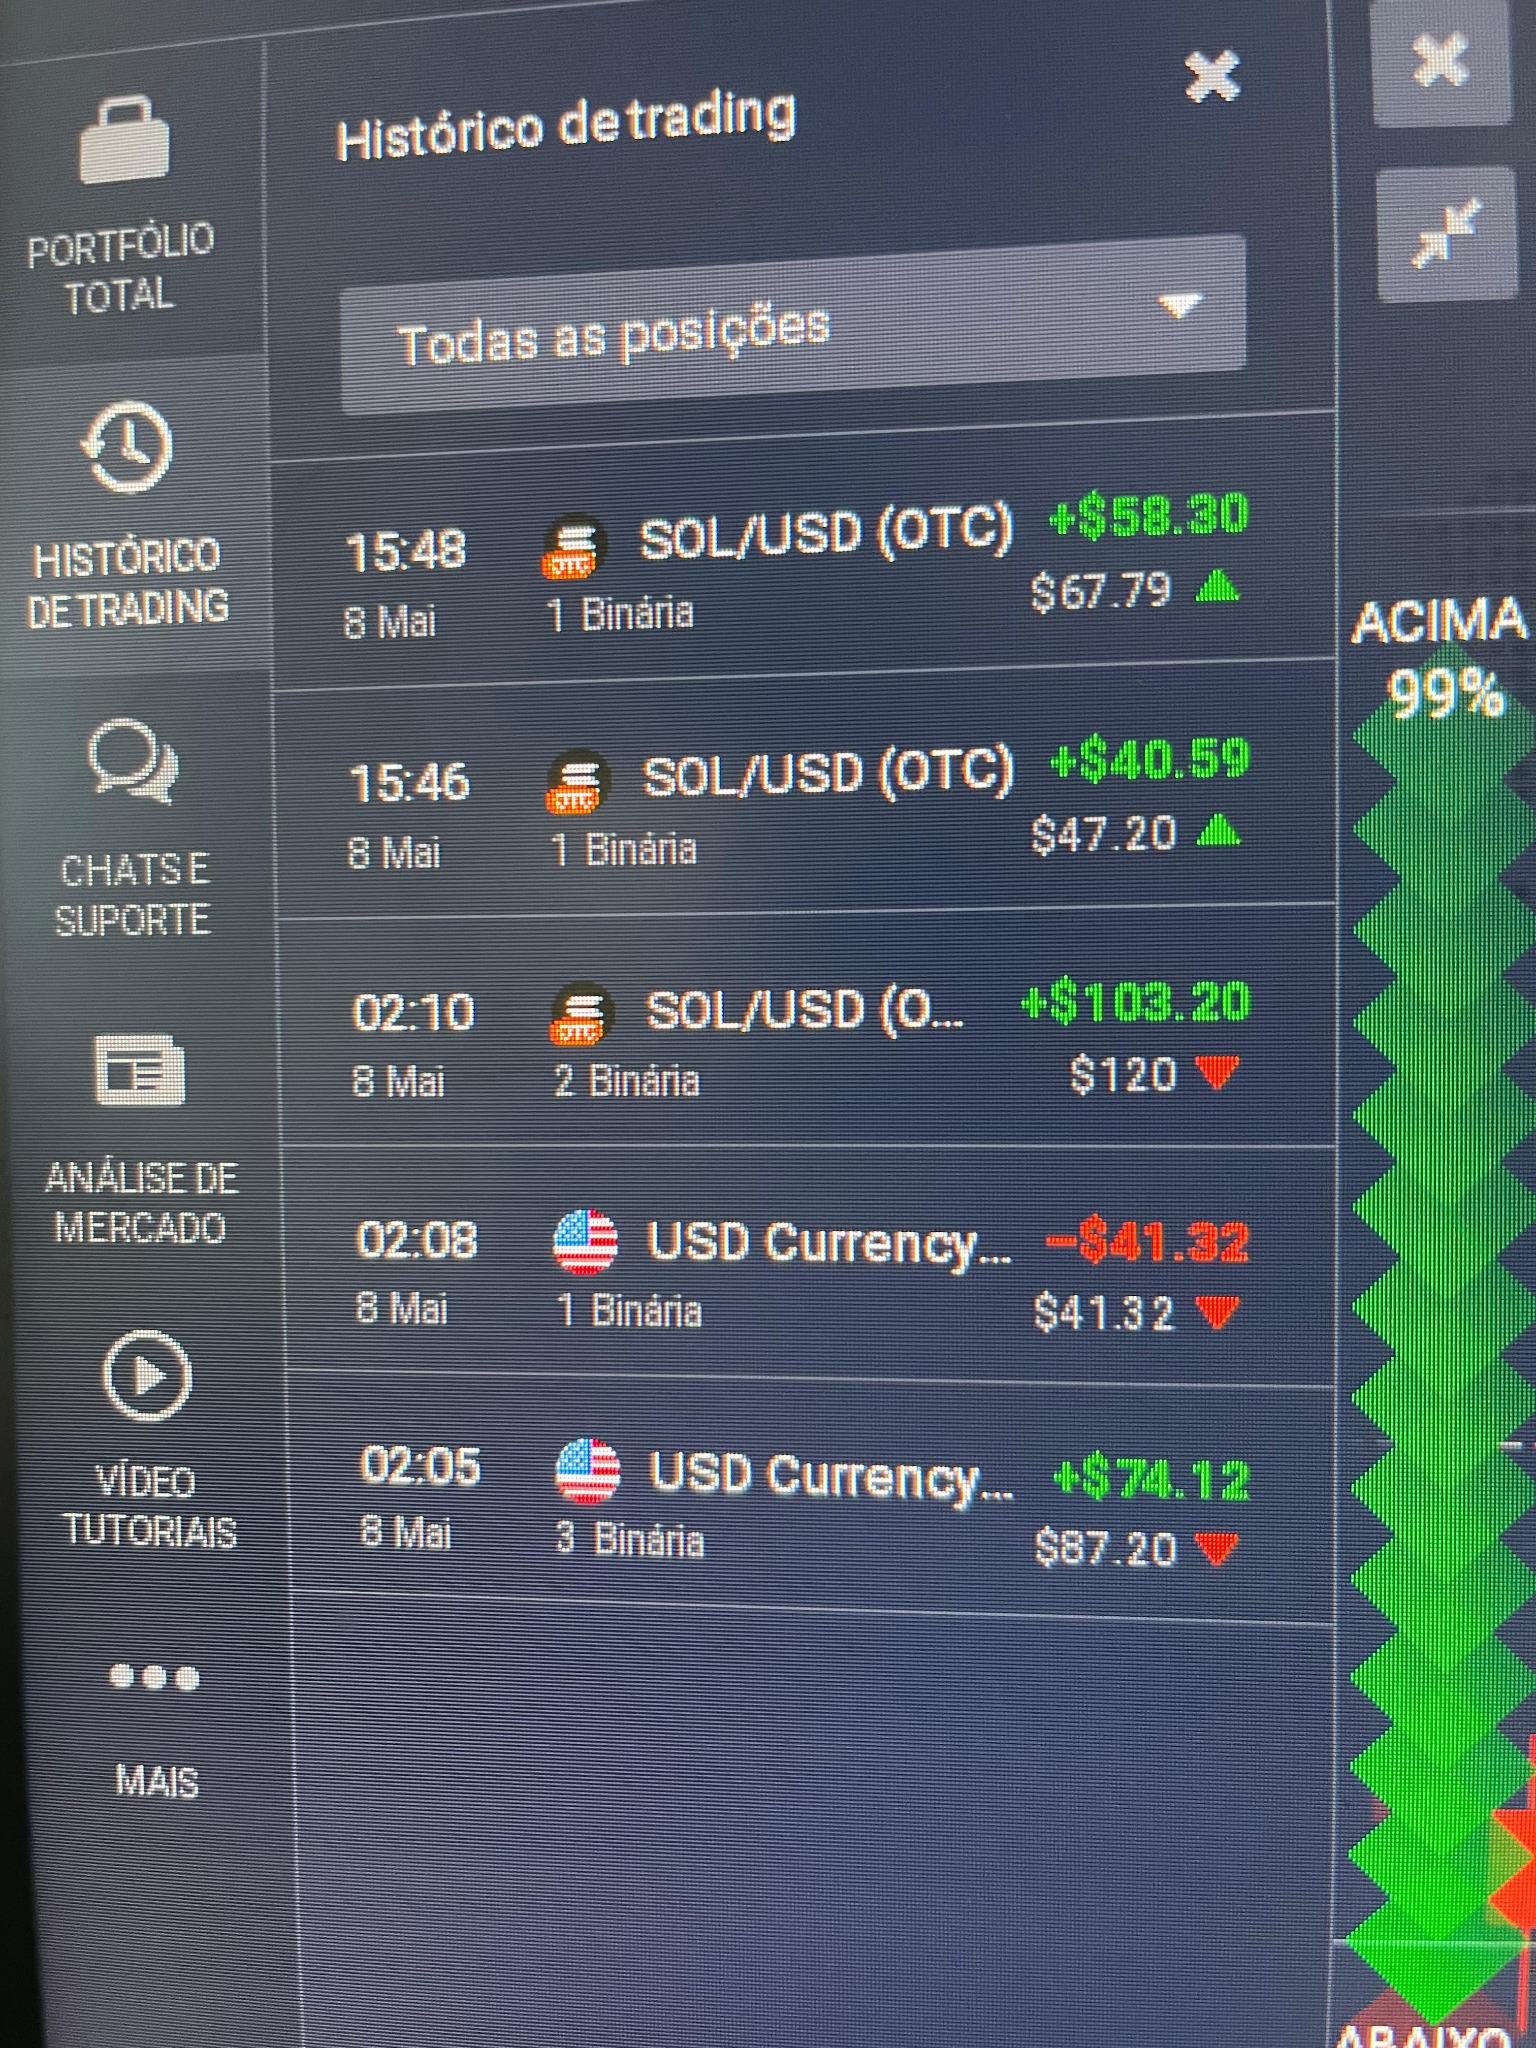 Histórico de trading
Todas as posições
PORTFÓLIO
TOTAL
HISTÓRICO
DE TRADING
CHATS E
SUPORTE
ANÁLISE DE
MERCADO
VÍDEO
TUTORIAIS
MAIS
15:48 OTC SOL/USD (OTC) +$58.30
8 Mai 1 Binária $67.79
15:46 OTC SOL/USD (OTC) +$40.59
8 Mai 1 Binária $47.20
02:10 OTC SOL/USD (O... +$103.20
8 Mai 2 Binária $120
02:08 USD Currency... -$41.32
8 Mai 1 Binária $41.32
02:05 USD Currency... +$74.12
8 Mai 3 Binária $87.20
ACIMA
99%
ABAIXO